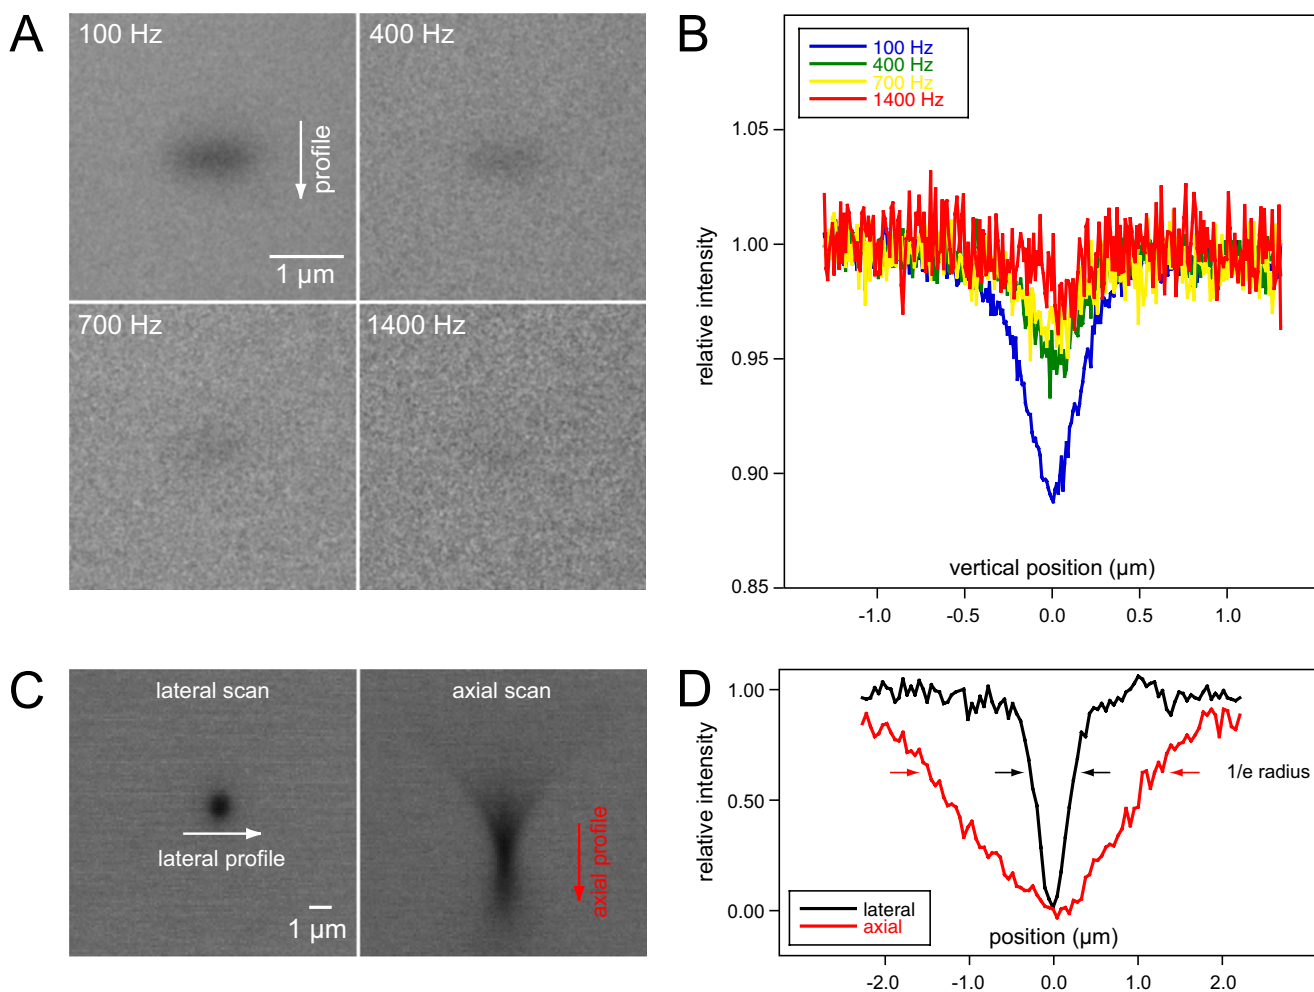 A
100 Hz
400 Hz
profile
1 µm
700 Hz
1400 Hz
B
100 Hz
400 Hz
700 Hz
1400 Hz
relative intensity
1.05
1.00
0.95
0.90
0.85
vertical position (µm)
-1.0 -0.5 0.0 0.5 1.0
C
lateral scan
axial scan
lateral profile
axial profile
1 µm
D
relative intensity
1.00
0.50
0.00
1/e radius
lateral
axial
position (µm)
-2.0 -1.0 0.0 1.0 2.0